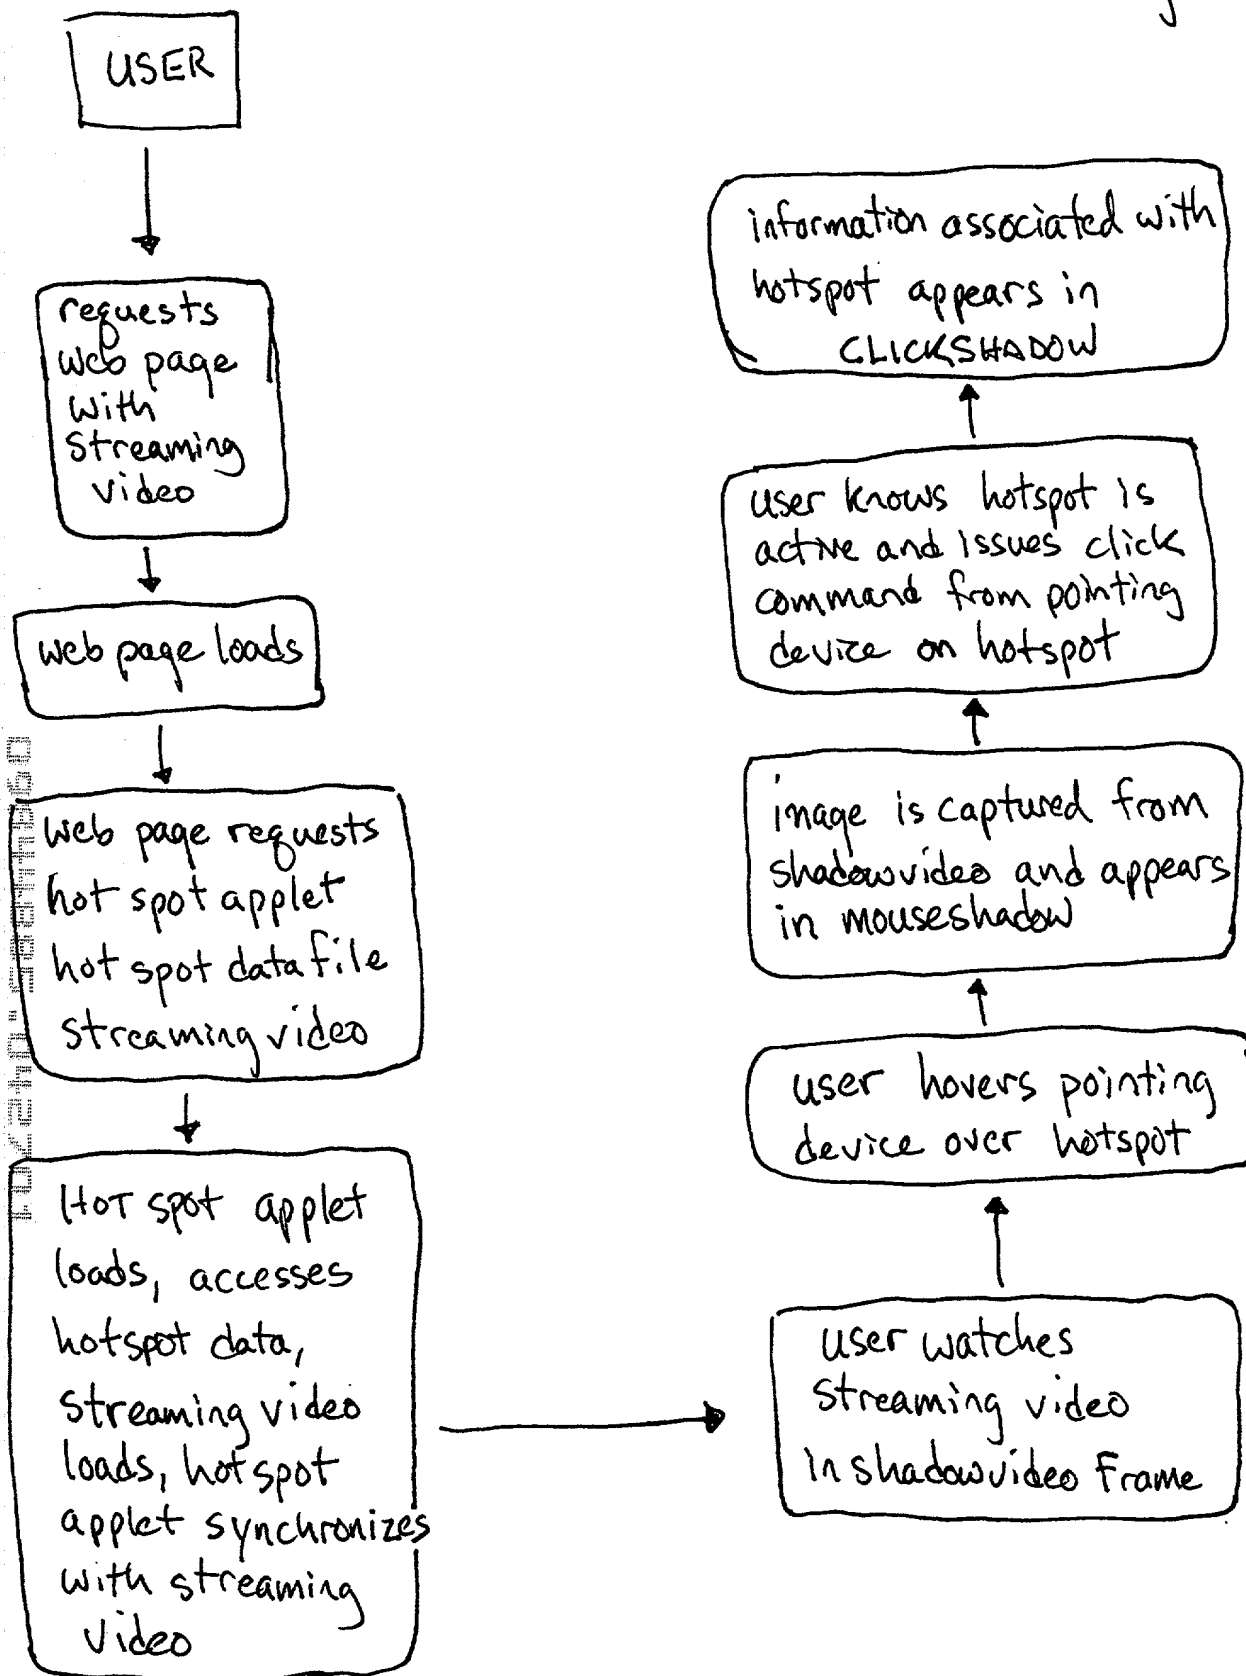 USER
requests
web page
with
streaming
video
web page loads
web page requests
hot spot applet
hot spot data file
streaming video
Hot spot applet
loads, accesses
hotspot data,
streaming video
loads, hotspot
applet synchronizes
with streaming
video
user watches
streaming video
in shadowvideo Frame
user hovers pointing
device over hotspot
image is captured from
shadowvideo and appears
in mouseshadow
user knows hotspot is
active and issues click
command from pointing
device on hotspot
information associated with
hotspot appears in
CLICKSHADOW